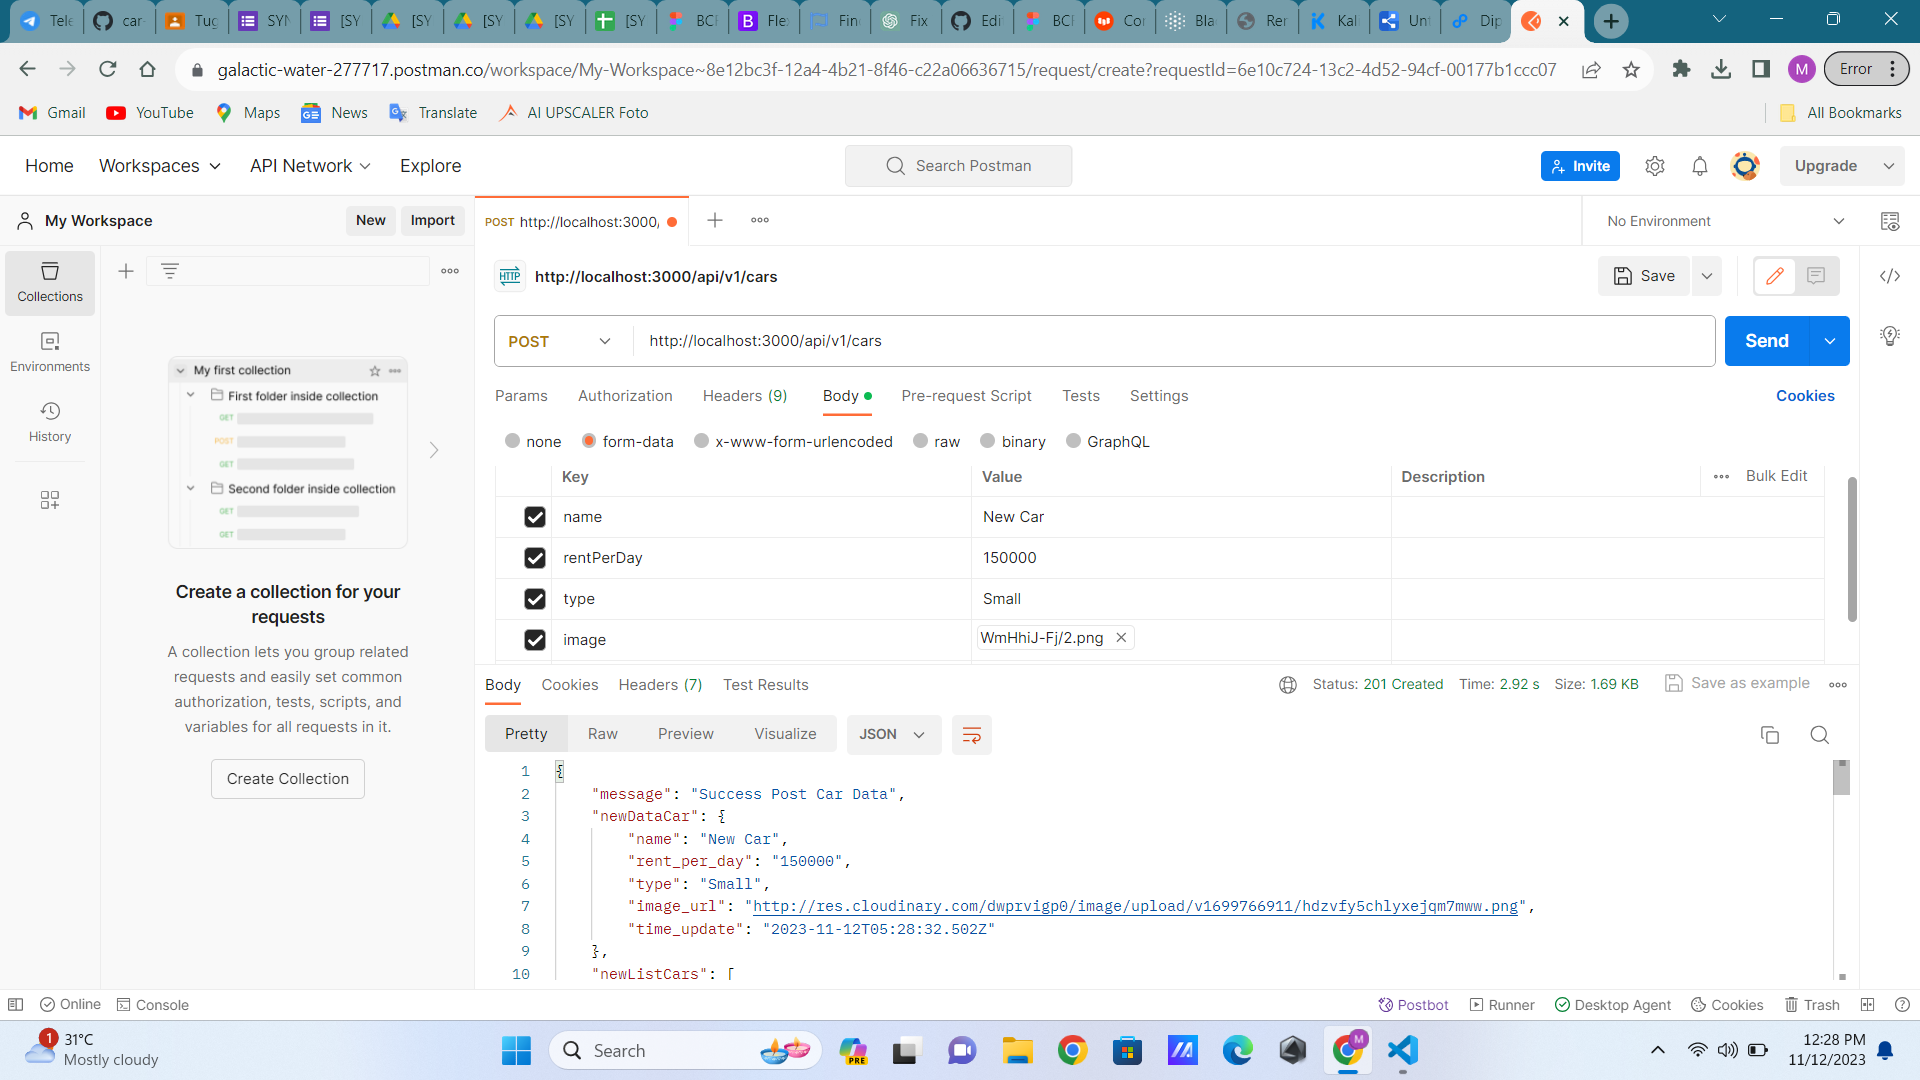 Tele
car-
Tug
SYN
[SY
[SY
[SY
[SY
[SY
BCR
Flex
Finc
Fix
Edit
BCR
Cor
Bla
Ren
Kal
Unt
Dip
galactic-water-277717.postman.co/workspace/My-Workspace~8e12bc3f-12a4-4b21-8f46-c22a06636715/request/create?requestId=6e10c724-13c2-4d52-94cf-00177b1ccc07
M
Error
Gmail
YouTube
Maps
News
Translate
AI UPSCALER Foto
All Bookmarks
Home
Workspaces
API Network
Explore
Search Postman
Invite
Upgrade
My Workspace
New
Import
POST http://localhost:3000/
No Environment
Collections
Environments
History
My first collection
First folder inside collection
GET
POST
GET
Second folder inside collection
GET
GET
Create a collection for your
requests
A collection lets you group related
requests and easily set common
authorization, tests, scripts, and
variables for all requests in it.
Create Collection
HTTP
http://localhost:3000/api/v1/cars
Save
POST
http://localhost:3000/api/v1/cars
Send
Params
Authorization
Headers (9)
Body
Pre-request Script
Tests
Settings
Cookies
none
form-data
x-www-form-urlencoded
raw
binary
GraphQL
Key
Value
Description
Bulk Edit
name
New Car
rentPerDay
150000
type
Small
image
WmHhiJ-Fj/2.png
Body
Cookies
Headers (7)
Test Results
Status: 201 Created
Time: 2.92 s
Size: 1.69 KB
Save as example
Pretty
Raw
Preview
Visualize
JSON
1 {
2 "message": "Success Post Car Data",
3 "newDataCar": {
4 "name": "New Car",
5 "rent_per_day": "150000",
6 "type": "Small",
7 "image_url": "http://res.cloudinary.com/dwprvigp0/image/upload/v1699766911/hdzvfy5chlyxejqm7mww.png",
8 "time_update": "2023-11-12T05:28:32.502Z"
9 },
10 "newListCars": [
Online
Console
Postbot
Runner
Desktop Agent
Cookies
Trash
1
31°C
Mostly cloudy
Search
PRE
M
12:28 PM
11/12/2023